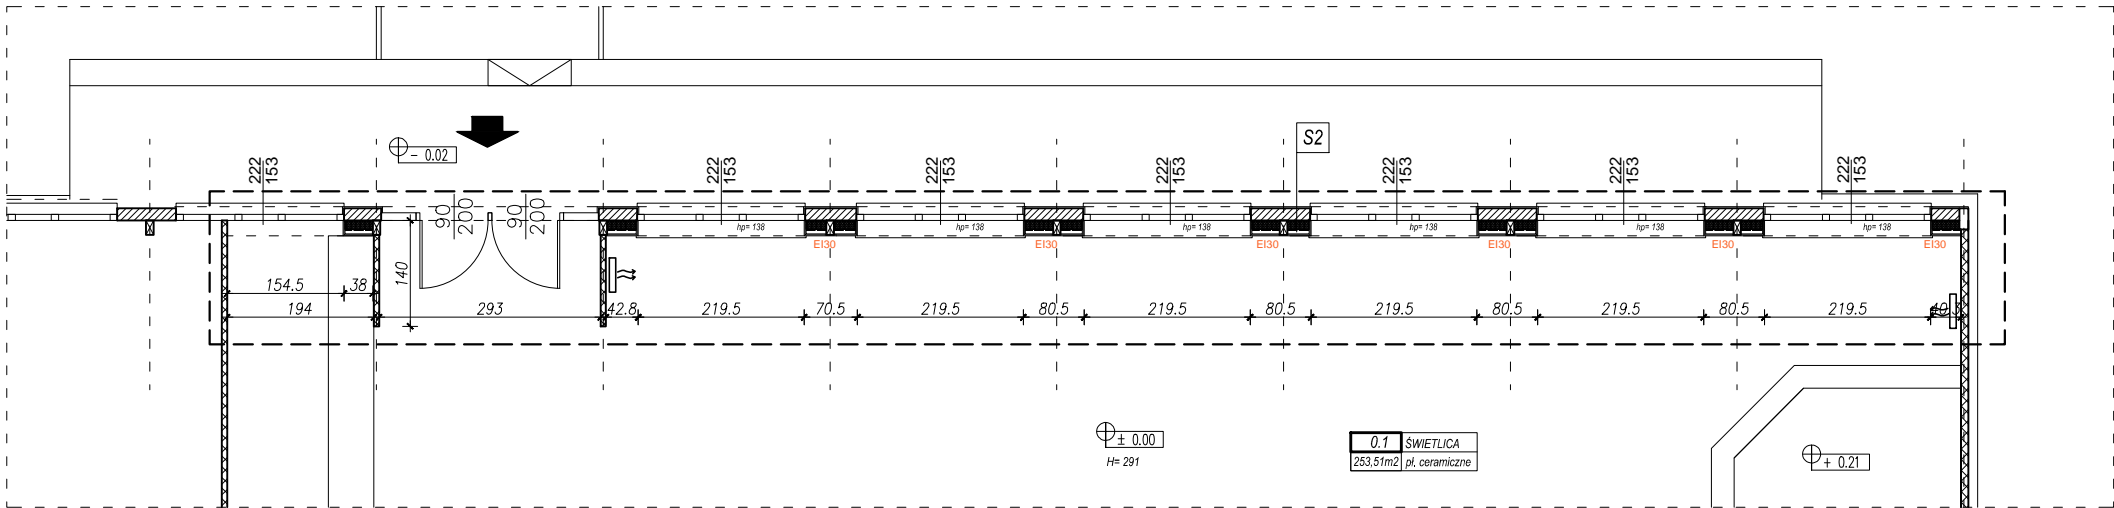 S2
- 0.02
222
153
222
153
222
153
222
153
222
153
222
153
222
153
90
200
90
200
hp= 138
hp= 138
hp= 138
hp= 138
hp= 138
hp= 138
EI30
EI30
EI30
EI30
EI30
EI30
140
154.5
38
194
293
42.8
219.5
70.5
219.5
80.5
219.5
80.5
219.5
80.5
219.5
80.5
219.5
± 0.00
H= 291
0.1 ŚWIETLICA
253,51m2 pł. ceramiczne
+ 0.21